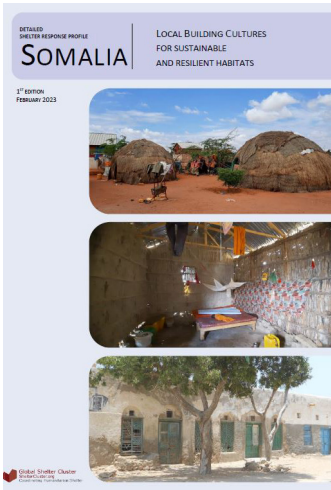 DETAILED
SHELTER RESPONSE PROFILE
SOMALIA
LOCAL BUILDING CULTURES
FOR SUSTAINABLE
AND RESILIENT HABITATS
1ST EDITION
FEBRUARY 2023
Global Shelter Cluster
ShelterCluster.org
Coordinating Humanitarian Shelter